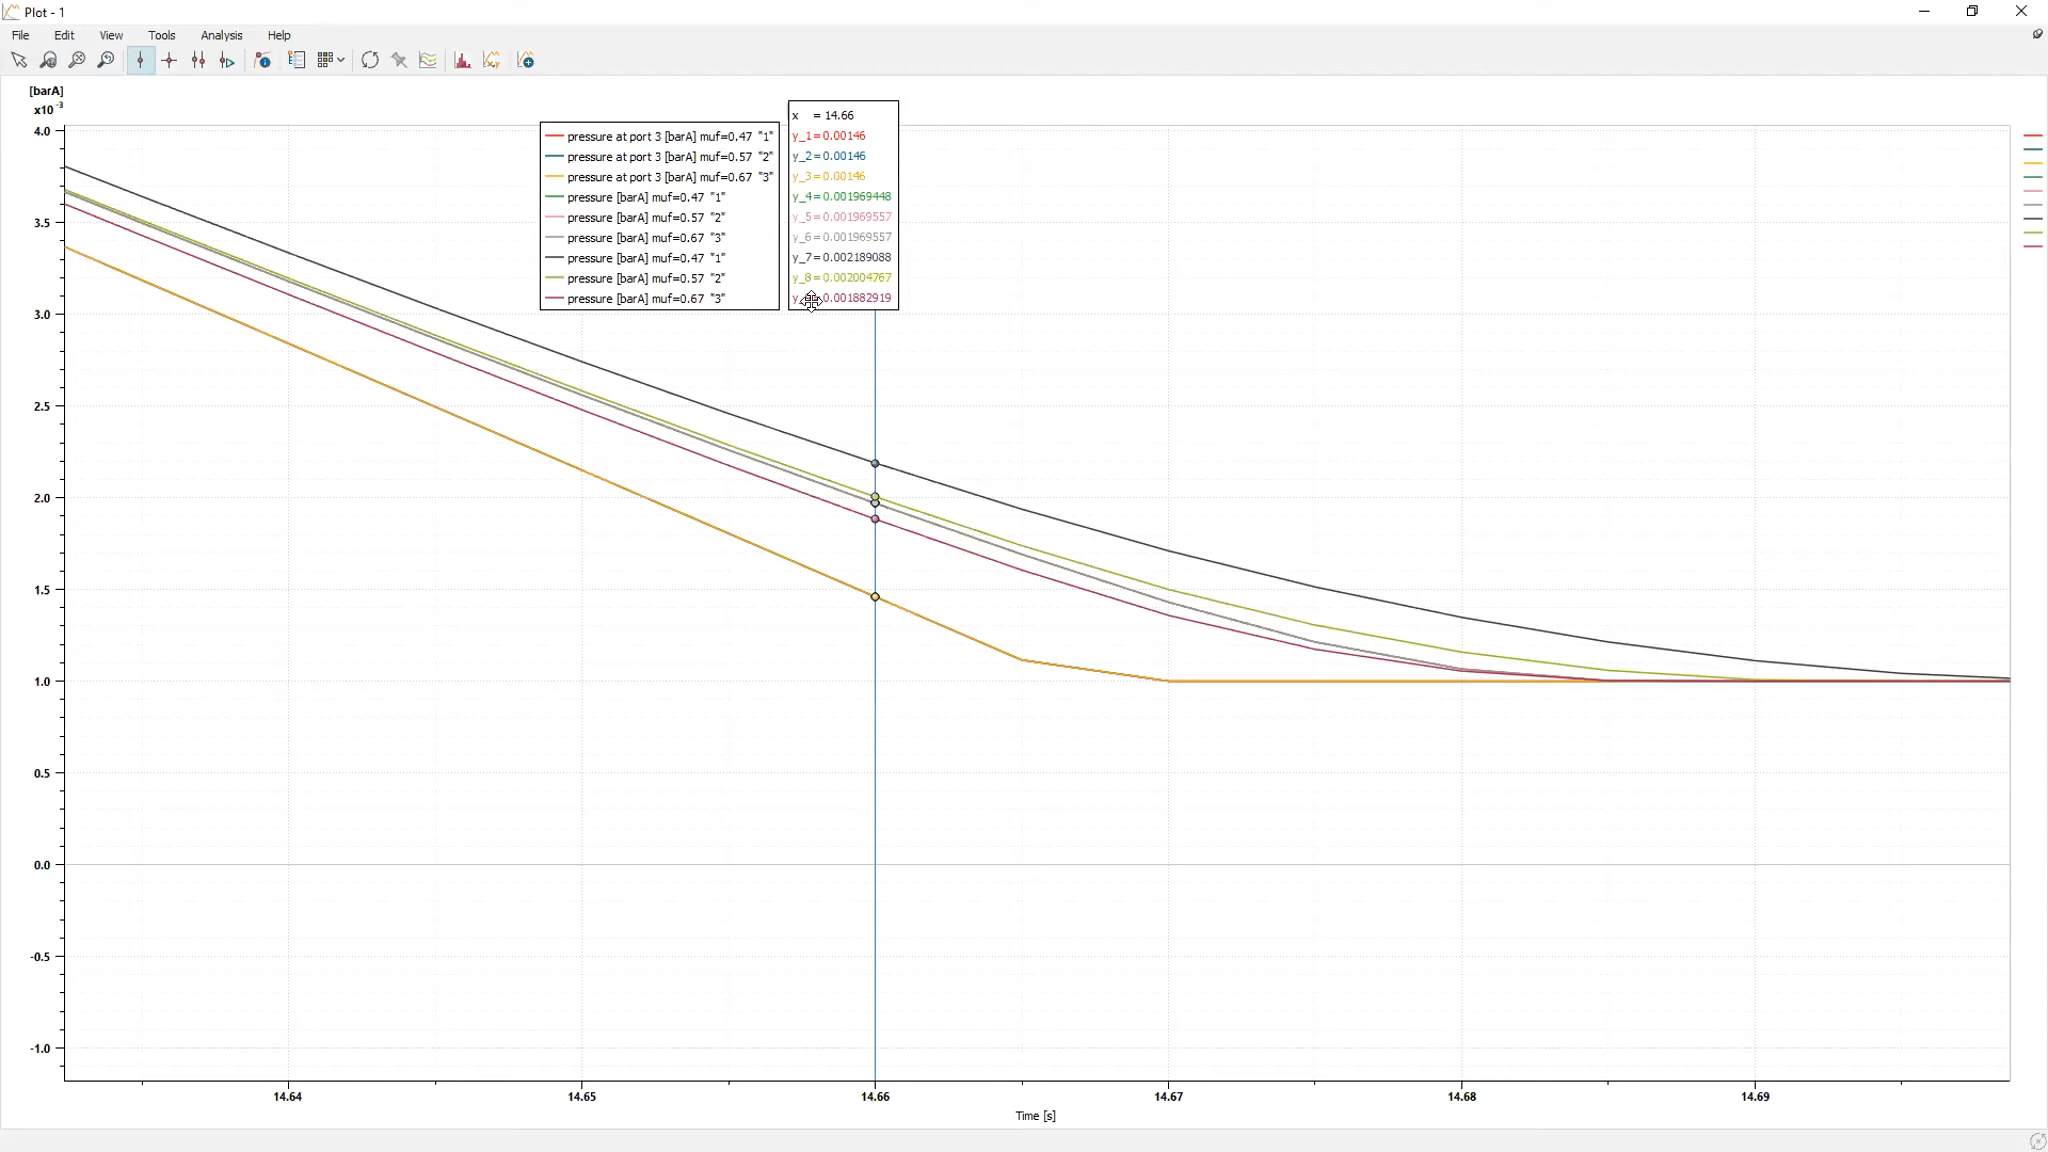 Plot - 1
File Edit View Tools Analysis Help
[barA]
x10 -3
4.0
3.5
3.0
2.5
2.0
1.5
1.0
0.5
0.0
-0.5
-1.0
pressure at port 3 [barA] muf=0.47 "1"
pressure at port 3 [barA] muf=0.57 "2"
pressure at port 3 [barA] muf=0.67 "3"
pressure [barA] muf=0.47 "1"
pressure [barA] muf=0.57 "2"
pressure [barA] muf=0.67 "3"
pressure [barA] muf=0.47 "1"
pressure [barA] muf=0.57 "2"
pressure [barA] muf=0.67 "3"
x = 14.66
y_1=0.00146
y_2=0.00146
y_3=0.00146
y_4=0.001969448
y_5=0.001969557
y_6=0.001969557
y_7=0.002189088
y_8=0.002004767
0.001882919
14.64 14.65 14.66 14.67 14.68 14.69
Time [s]